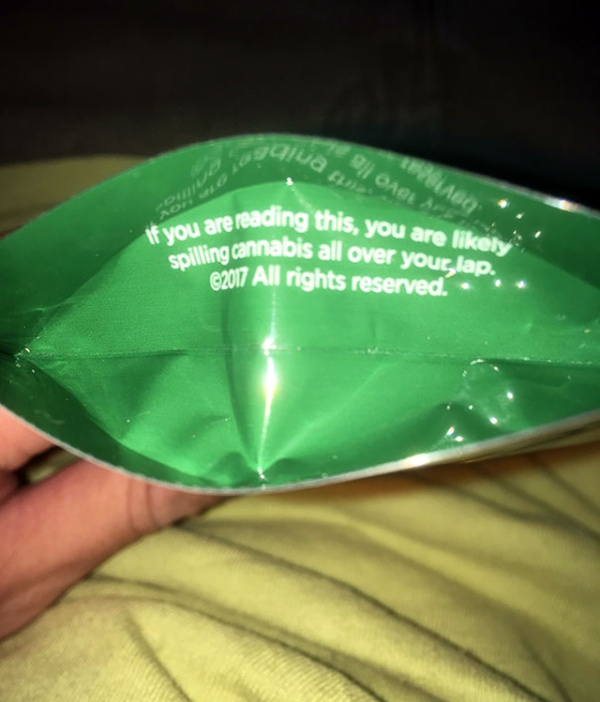 If you are reading this, you are likely
spilling cannabis all over your lap.
©2017 All rights reserved.